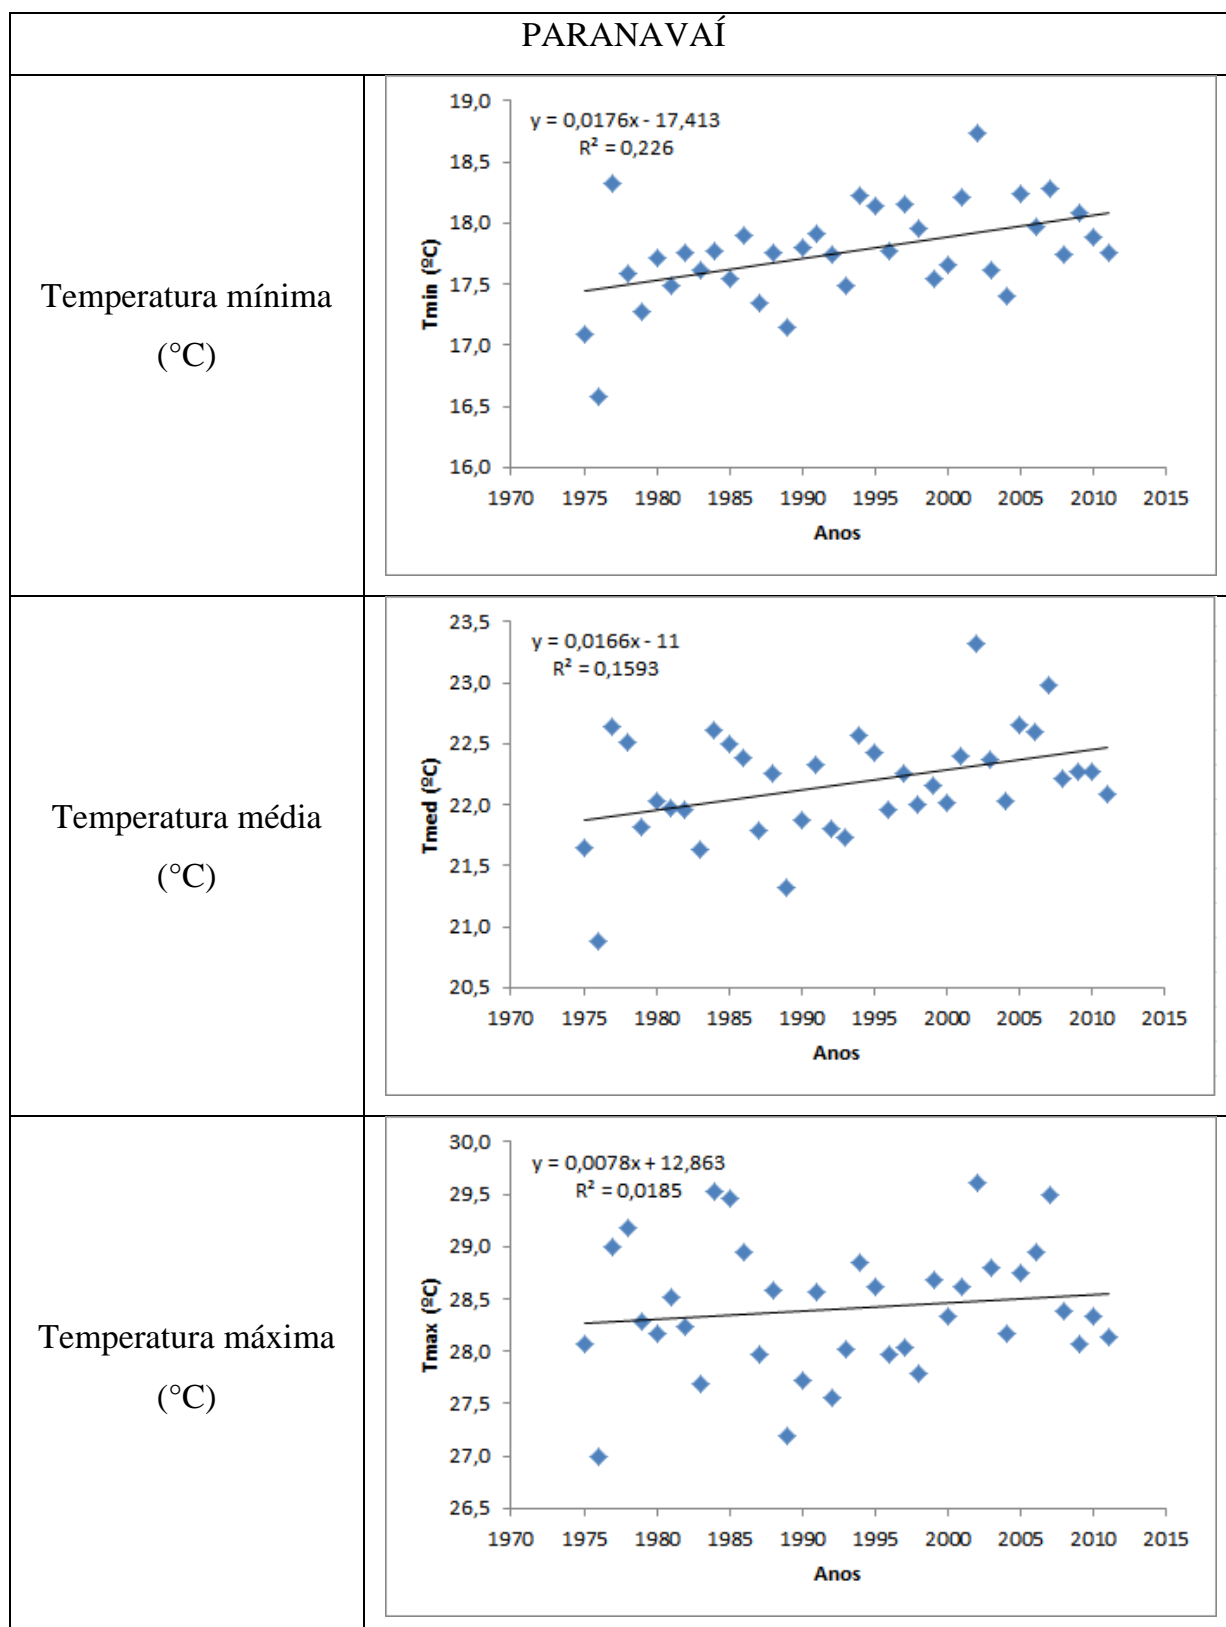 PARANAVAÍ
Temperatura mínima
(°C)
19,0
18,5
18,0
17,5
17,0
16,5
16,0
y = 0,0176x - 17,413
R² = 0,226
Tmin (ºC)
1970 1975 1980 1985 1990 1995 2000 2005 2010 2015
Anos
Temperatura média
(°C)
23,5
23,0
22,5
22,0
21,5
21,0
20,5
y = 0,0166x - 11
R² = 0,1593
Tmed (ºC)
1970 1975 1980 1985 1990 1995 2000 2005 2010 2015
Anos
Temperatura máxima
(°C)
30,0
29,5
29,0
28,5
28,0
27,5
27,0
26,5
y = 0,0078x + 12,863
R² = 0,0185
Tmax (ºC)
1970 1975 1980 1985 1990 1995 2000 2005 2010 2015
Anos